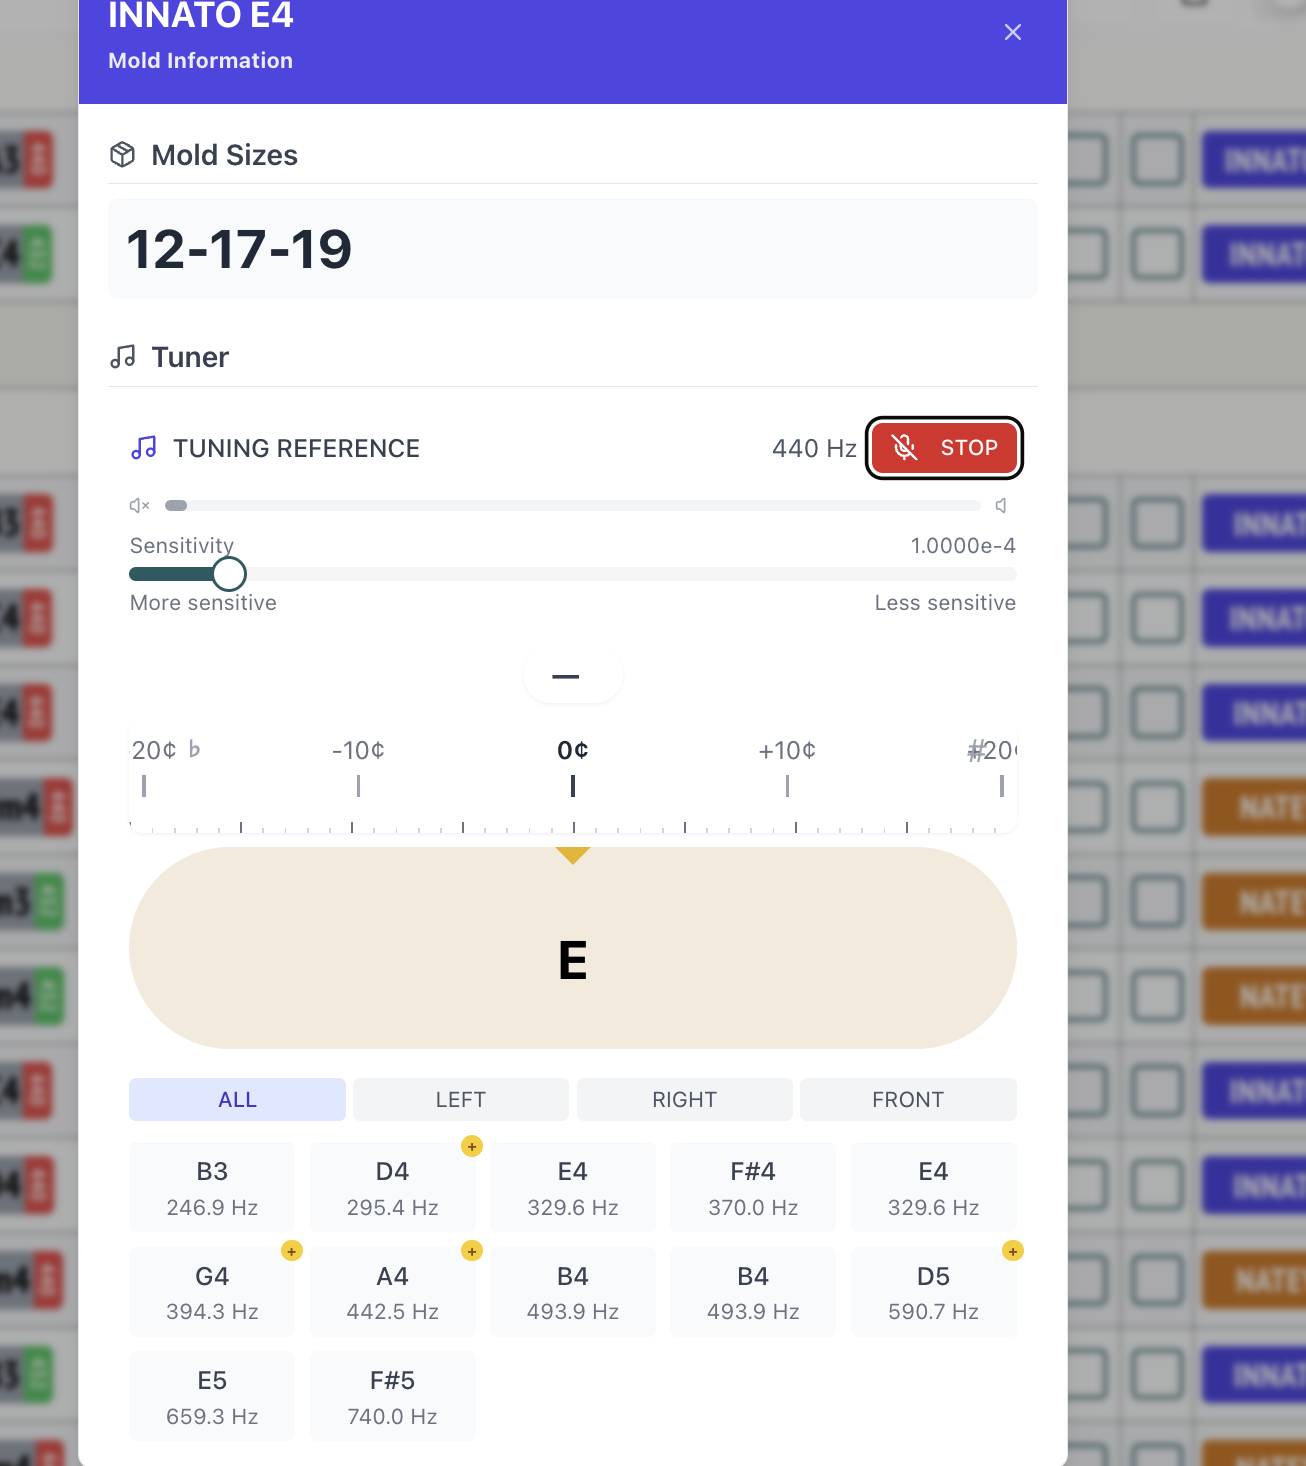 INNATO E4
Mold Information
Mold Sizes
12-17-19
Tuner
TUNING REFERENCE
440 Hz
STOP
Sensitivity
1.0000e-4
More sensitive
Less sensitive
—
20¢ ♭
-10¢
0¢
+10¢
#
E
ALL
LEFT
RIGHT
FRONT
B3
246.9 Hz
D4
295.4 Hz
+
E4
329.6 Hz
F#4
370.0 Hz
E4
329.6 Hz
G4
394.3 Hz
+
A4
442.5 Hz
+
B4
493.9 Hz
B4
493.9 Hz
D5
590.7 Hz
+
E5
659.3 Hz
F#5
740.0 Hz